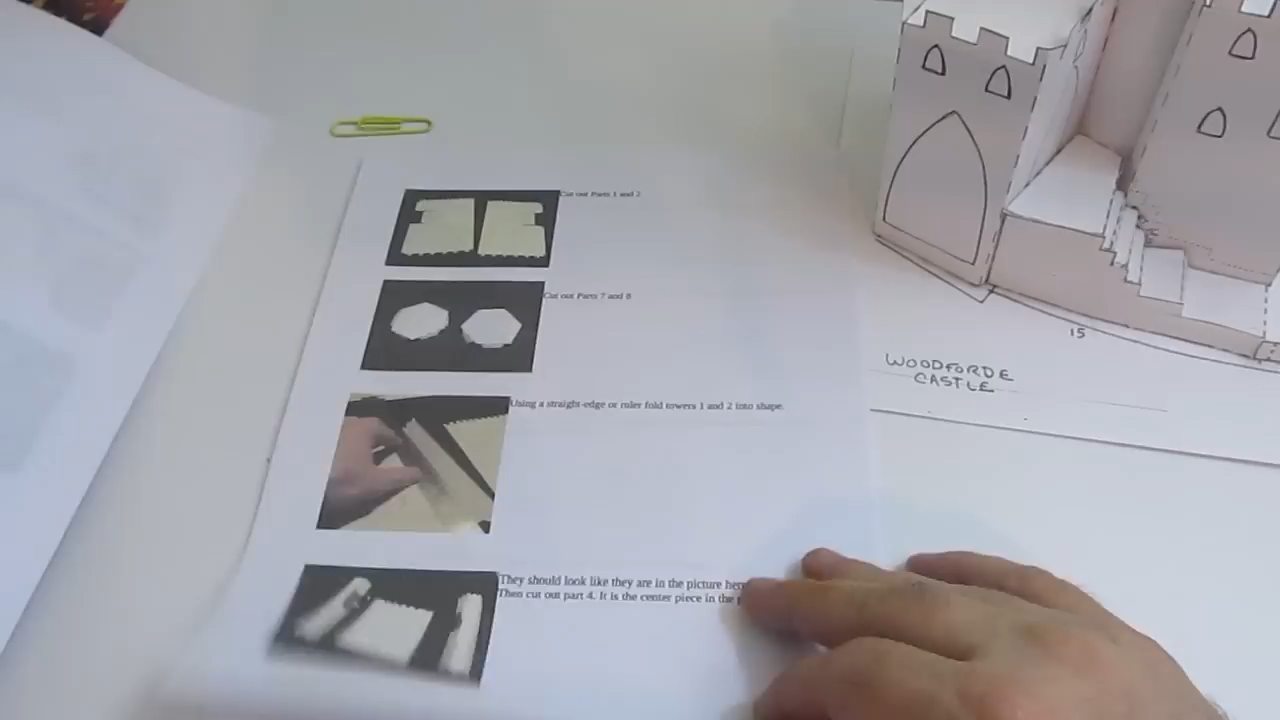 Cut out Parts 1 and 2
Cut out Parts 7 and 8
Using a straight-edge or ruler fold towers 1 and 2 into shape.
They should look like they are in the picture here
Then cut out part 4. It is the center piece in the
15
WOODFORDE
CASTLE